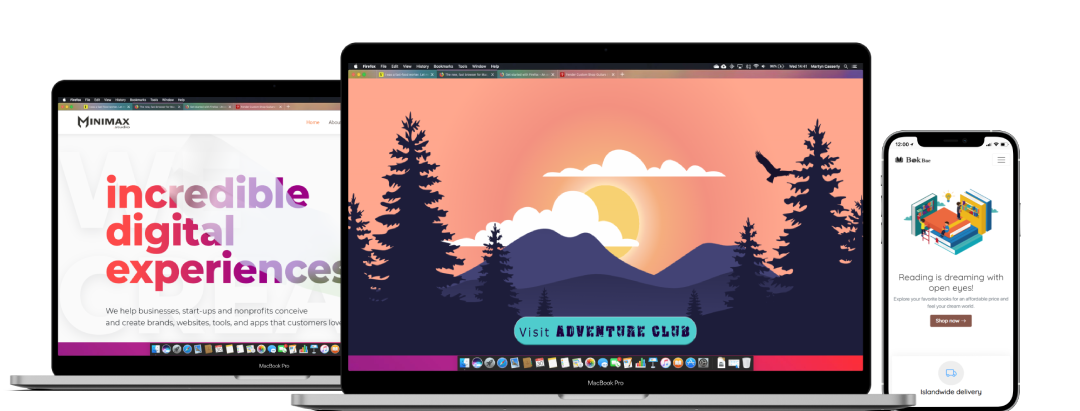 Firefox File Edit View History Bookmarks Tools Window Help
Wed 10:51 Martyn Casserly
Firefox File Edit View History Bookmarks Tools Window Help
MINIMAX
studios
Home
incredible
digital
experiences
We help businesses, start-ups and nonprofits conceive
and create brands, websites, tools, and apps that customers
MacBook Pro
Visit ADVENTURE CLUB
MacBook Pro
12:00
Bøk Bar
Reading is dreaming with
open eyes!
Explore your favorite books for an affordable price and
feel your dream world.
Shop now →
Islandwide delivery